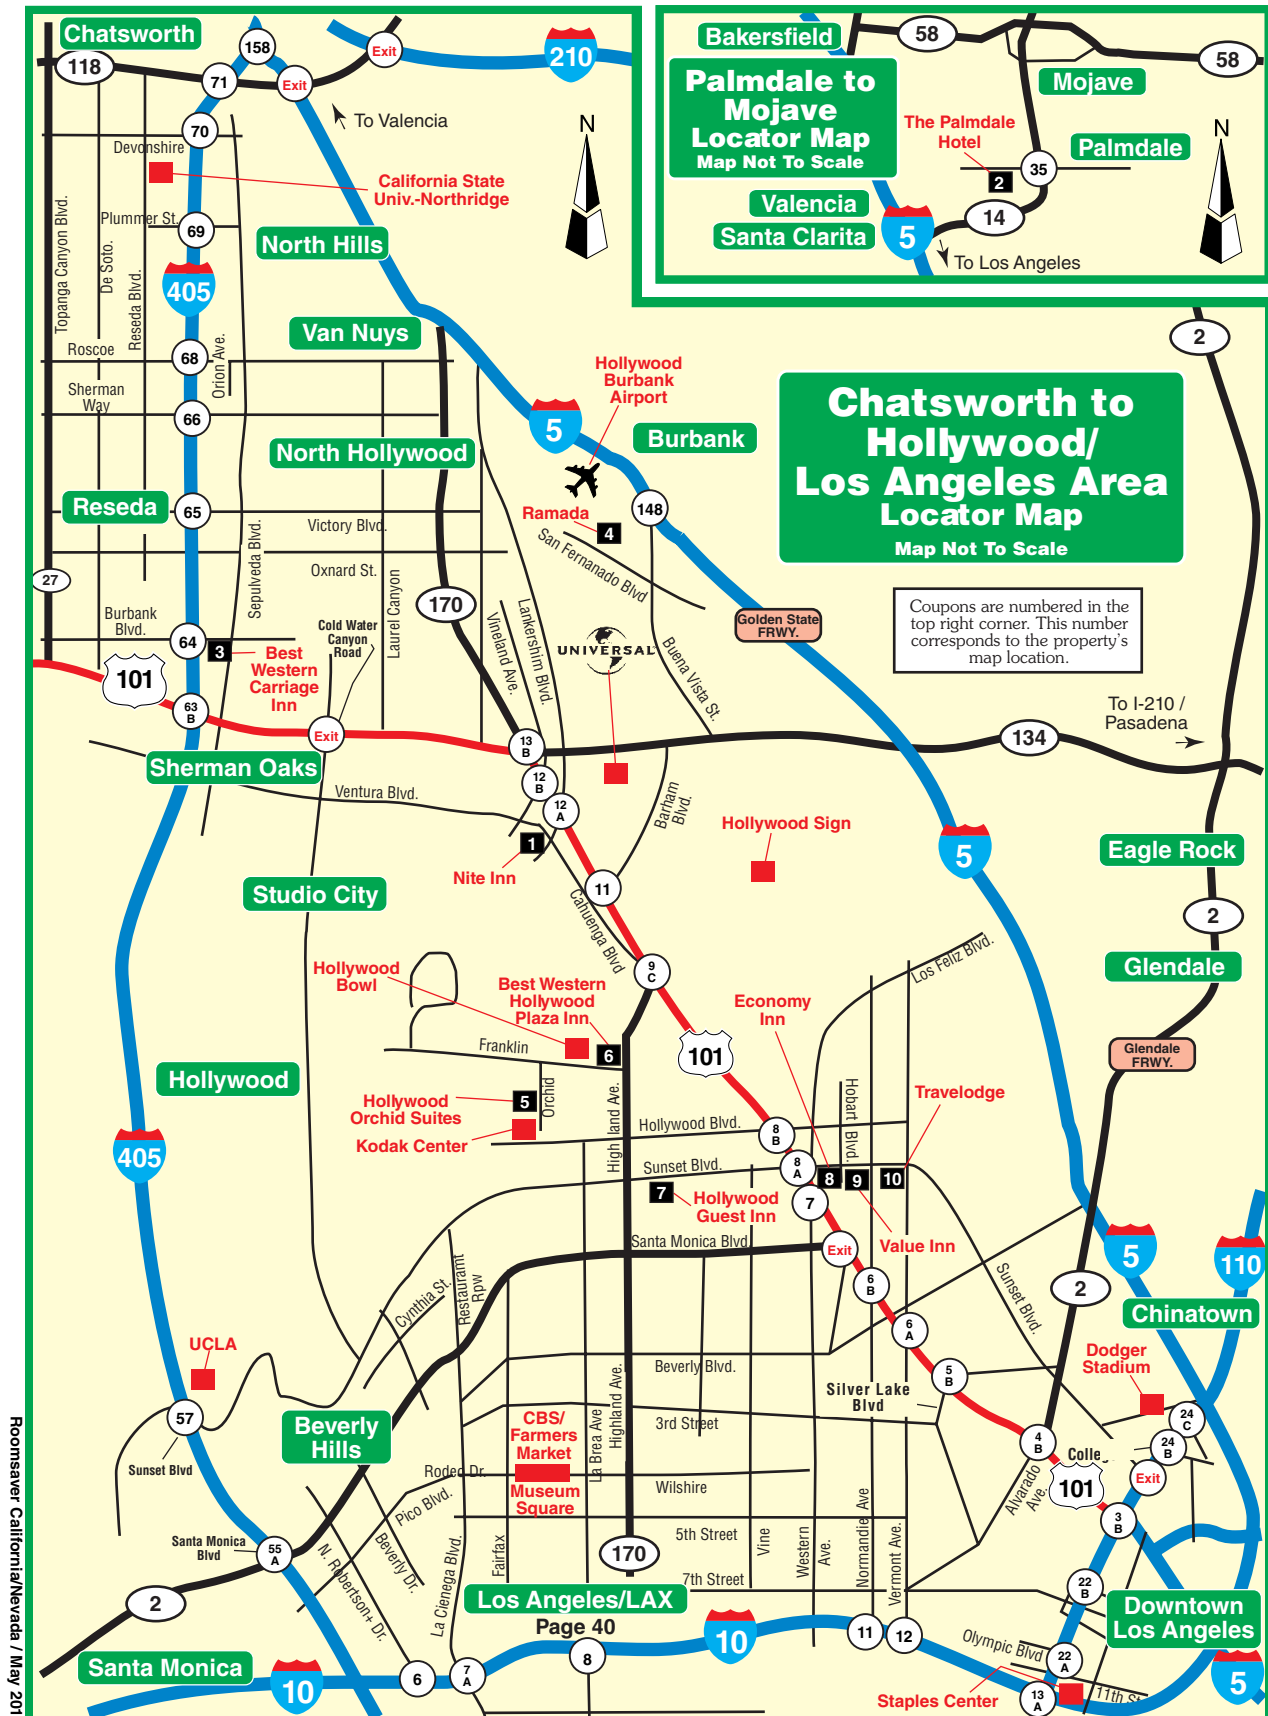 Chatsworth
118
158
71
Exit
Exit
210
To Valencia
N
70
Devonshire
California State
Univ.-Northridge
Topanga Canyon Blvd.
De Soto.
Reseda Blvd.
Plummer St.
69
North Hills
405
Van Nuys
Roscoe
68
Orion Ave.
Sherman
Way
66
North Hollywood
Reseda
65
Victory Blvd.
Sepulveda Blvd.
Oxnard St.
Laurel Canyon
27
Burbank
Blvd.
64
3
Best
Western
Carriage
Inn
Cold Water
Canyon
Road
101
63
B
Exit
Sherman Oaks
Ventura Blvd.
Hollywood
Burbank
Airport
5
Burbank
148
Ramada
4
San Fernanado Blvd
170
Vineland Ave.
Lankershim Blvd.
UNIVERSAL
Buena Vista St.
Golden State
FRWY.
13
B
12
B
12
A
134
Barham
Blvd.
1
Nite Inn
11
Cahuenga Blvd
Hollywood Sign
5
Studio City
Bakersfield
58
58
Palmdale to
Mojave
Locator Map
Map Not To Scale
Mojave
The Palmdale
Hotel
2
35
Palmdale
N
Valencia
Santa Clarita
5
14
To Los Angeles
2
Chatsworth to
Hollywood/
Los Angeles Area
Locator Map
Map Not To Scale
Coupons are numbered in the
top right corner. This number
corresponds to the property's
map location.
To I-210 /
Pasadena
Eagle Rock
2
Glendale
Glendale
FRWY.
Hollywood
Bowl
Best Western
Hollywood
Plaza Inn
9
C
Los Feliz Blvd.
Economy
Inn
Franklin
6
101
Hollywood
Hollywood
Orchid Suites
5
Orchid
Kodak Center
High land Ave.
Hollywood Blvd.
8
B
Hobart Blvd.
Travelodge
405
Sunset Blvd.
8
A
8
9
10
7
Hollywood
Guest Inn
7
Santa Monica Blvd.
Exit
Value Inn
5
110
Cynthia St.
Restauramt
Rpw
6
B
Sunset Blvd.
2
Chinatown
6
A
UCLA
Beverly Blvd.
5
B
Dodger
Stadium
Silver Lake
Blvd
57
Sunset Blvd
Beverly
Hills
CBS/
Farmers
Market
Museum
Square
La Brea Ave
Highland Ave.
3rd Street
4
B
24
C
24
B
Exit
Rodeo Dr.
Pico Blvd.
Wilshire
Alvarado
Ave.
101
3
B
Santa Monica
Blvd
55
A
N. Robertson+ Dr.
Beverly Dr.
La Cienega Blvd.
Fairfax
170
5th Street
7th Street
Vine
Western
Ave.
Normandie Ave
Vermont Ave.
22
B
Downtown
Los Angeles
2
Los Angeles/LAX
Page 40
Santa Monica
10
6
7
A
8
10
11
12
Olympic Blvd
22
A
5
Staples Center
13
A
Roomsaver California/Nevada / May 201